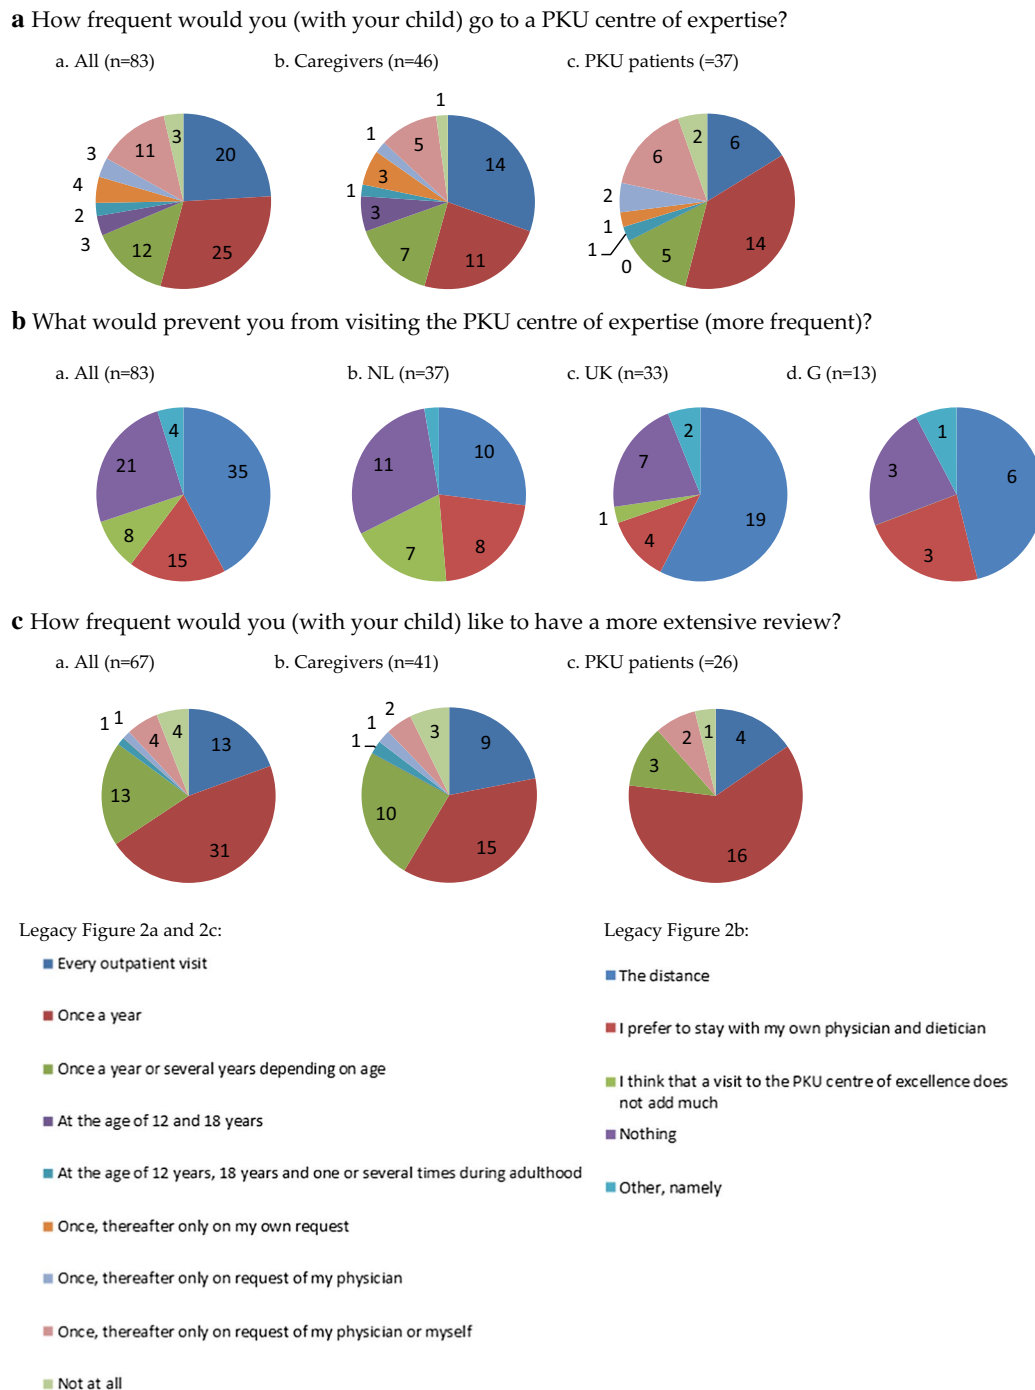 a How frequent would you (with your child) go to a PKU centre of expertise?
a. All (n=83)
b. Caregivers (n=46)
c. PKU patients (=37)
20
25
12
3
2
4
3
11
3
14
11
7
3
1
3
1
5
1
6
14
5
0
1
1
2
6
2
b What would prevent you from visiting the PKU centre of expertise (more frequent)?
a. All (n=83)
b. NL (n=37)
c. UK (n=33)
d. G (n=13)
35
15
8
21
4
10
8
7
11
19
4
1
7
2
6
3
3
1
c How frequent would you (with your child) like to have a more extensive review?
a. All (n=67)
b. Caregivers (n=41)
c. PKU patients (=26)
13
31
13
1
1
4
4
9
15
10
1
1
2
3
4
16
3
2
1
Legacy Figure 2a and 2c:
Every outpatient visit
Once a year
Once a year or several years depending on age
At the age of 12 and 18 years
At the age of 12 years, 18 years and one or several times during adulthood
Once, thereafter only on my own request
Once, thereafter only on request of my physician
Once, thereafter only on request of my physician or myself
Not at all
Legacy Figure 2b:
The distance
I prefer to stay with my own physician and dietician
I think that a visit to the PKU centre of excellence does
not add much
Nothing
Other, namely